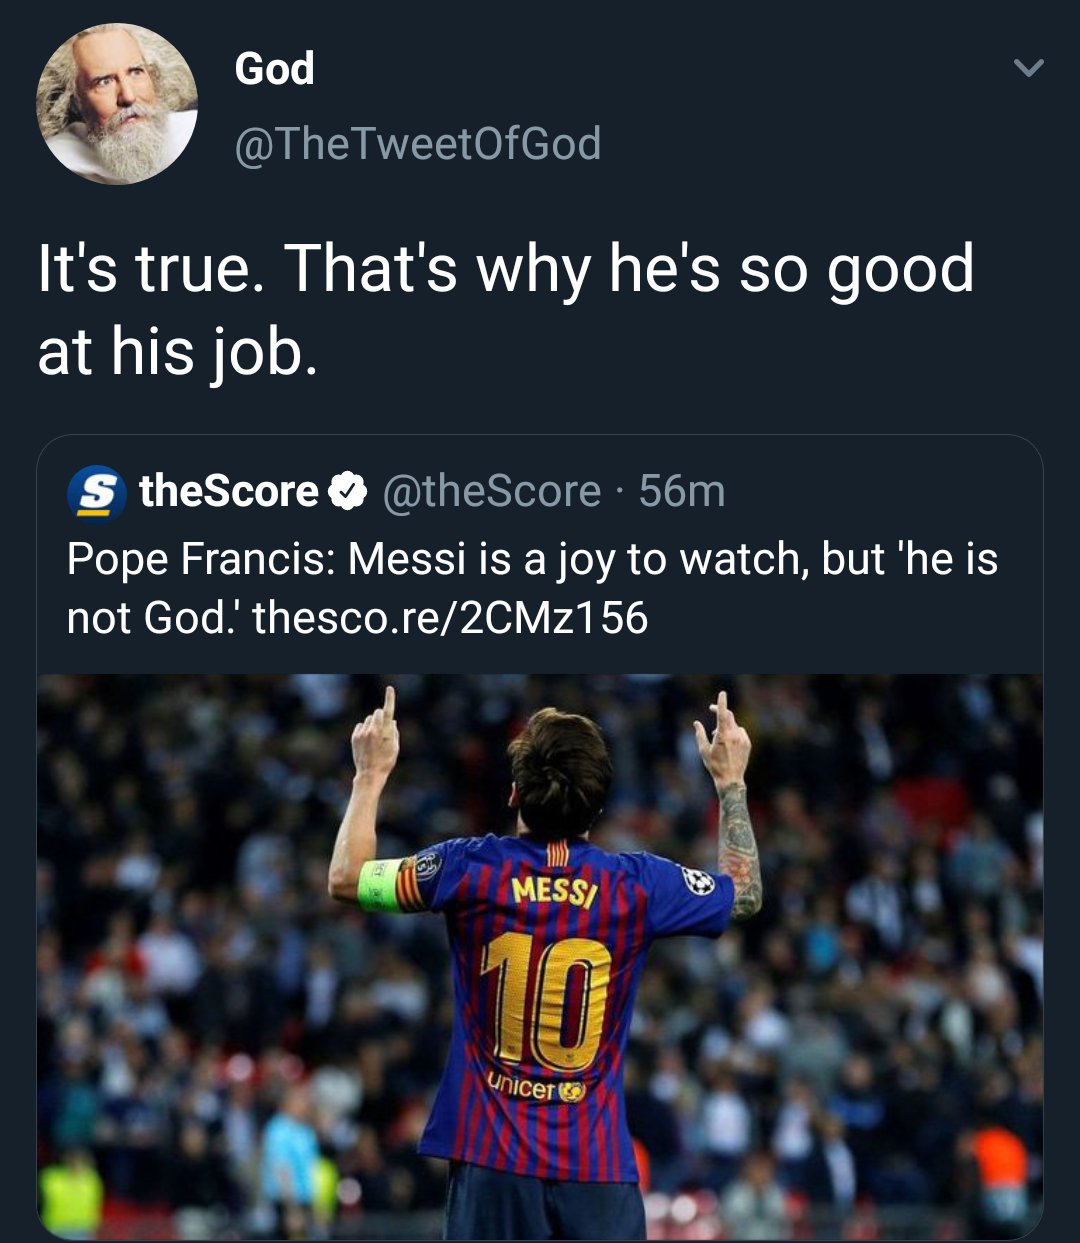 God
@TheTweetOfGod
It's true. That's why he's so good
at his job.
S theScore @theScore · 56m
Pope Francis: Messi is a joy to watch, but 'he is
not God.' thesco.re/2CMz156
MESSI
10
unicef